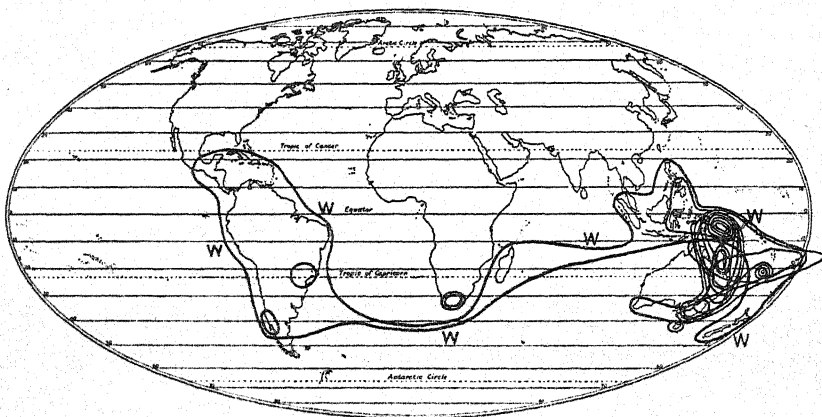 Arctic Circle
Tropic of Cancer
W
Equator
W
W
W
Tropic of Capricorn
W
W
Antarctic Circle